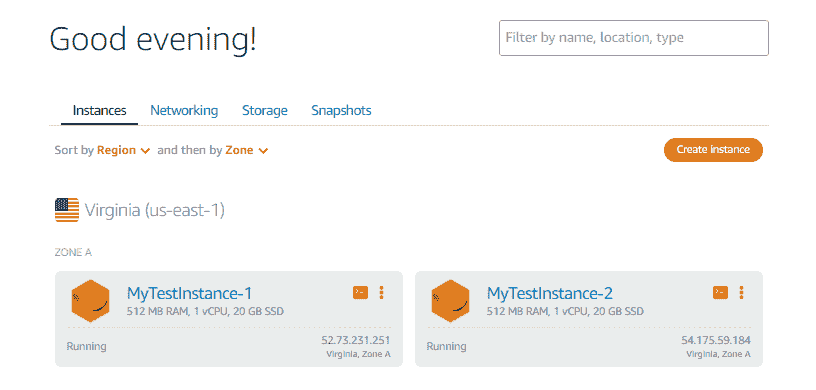 Good evening!
Filter by name, location, type
Instances Networking Storage Snapshots
Sort by Region and then by Zone Create instance
Virginia (us-east-1)
ZONE A
MyTestInstance-1
512 MB RAM, 1 vCPU, 20 GB SSD
Running
52.73.231.251
Virginia, Zone A
MyTestInstance-2
512 MB RAM, 1 vCPU, 20 GB SSD
Running
54.175.59.184
Virginia, Zone A